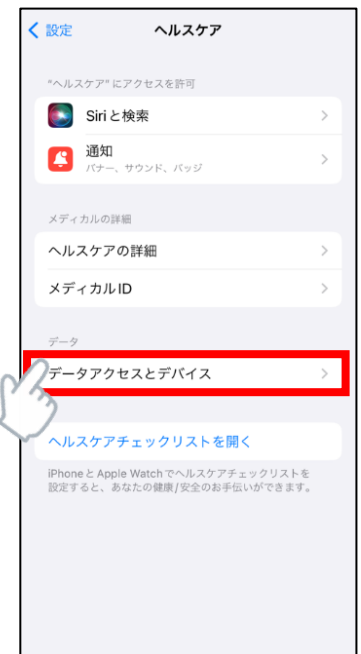 設定
ヘルスケア
“ヘルスケア”にアクセスを許可
Siriと検索
通知
バナー、サウンド、バッジ
メディカルの詳細
ヘルスケアの詳細
メディカルID
データ
データアクセスとデバイス
ヘルスケアチェックリストを開く
iPhoneとApple Watchでヘルスケアチェックリストを
設定すると、あなたの健康/安全のお手伝いができます。